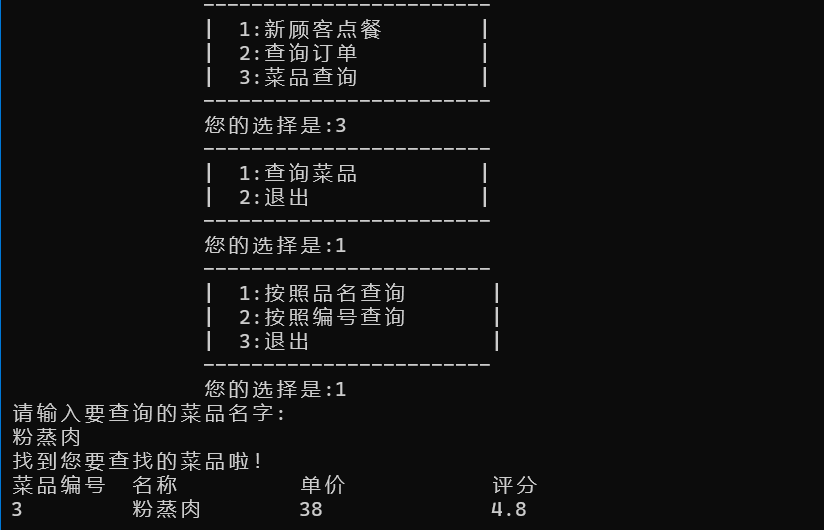 ------------------------
|  1:新顾客点餐        |
|  2:查询订单          |
|  3:菜品查询          |
------------------------
您的选择是:3
------------------------
|  1:查询菜品          |
|  2:退出              |
------------------------
您的选择是:1
------------------------
|  1:按照品名查询       |
|  2:按照编号查询       |
|  3:退出               |
------------------------
您的选择是:1
请输入要查询的菜品名字:
粉蒸肉
找到您要查找的菜品啦!
菜品编号  名称          单价            评分
3         粉蒸肉        38              4.8